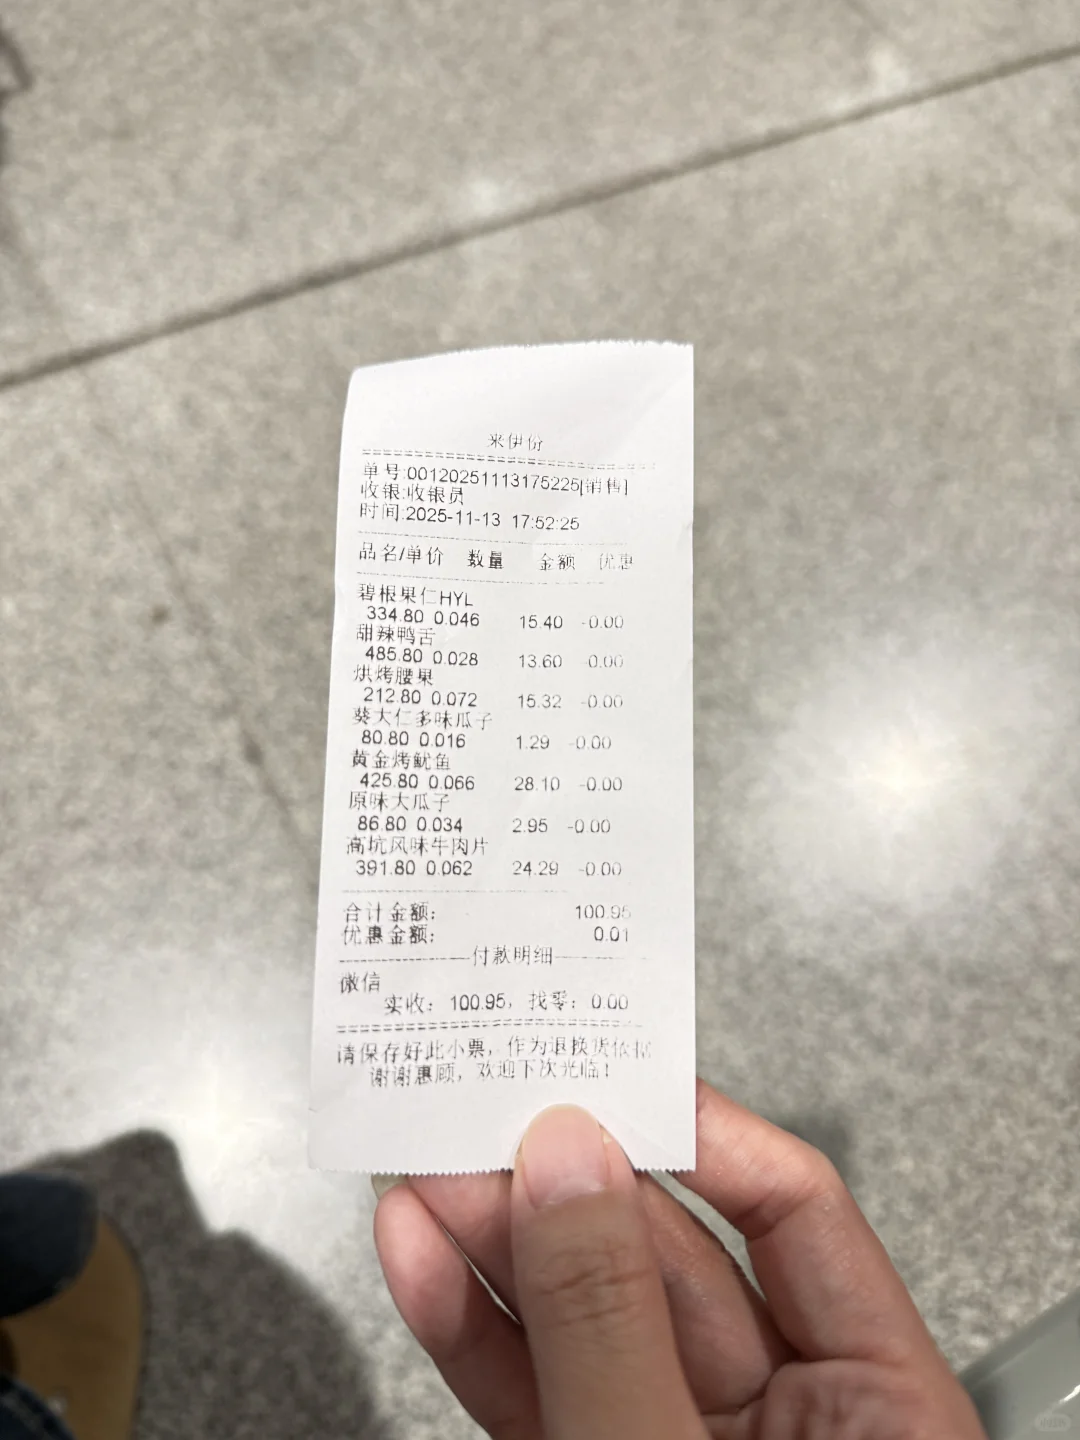 来伊份
单号:00120251113175225[销售]
收银:收银员
时间:2025-11-13 17:52:25
品名/单价 数量 金额 优惠
碧根果仁HYL
334.80 0.046 15.40 -0.00
甜辣鸭舌
485.80 0.028 13.60 -0.00
烘烤腰果
212.80 0.072 15.32 -0.00
葵大仁多味瓜子
80.80 0.016 1.29 -0.00
黄金烤鱿鱼
425.80 0.066 28.10 -0.00
原味大瓜子
86.80 0.034 2.95 -0.00
高坑风味牛肉片
391.80 0.062 24.29 -0.00
合计金额: 100.95
优惠金额: 0.01
付款明细
微信
实收: 100.95, 找零: 0.00
请保存好此小票, 作为退换货依据
谢谢惠顾, 欢迎下次光临!